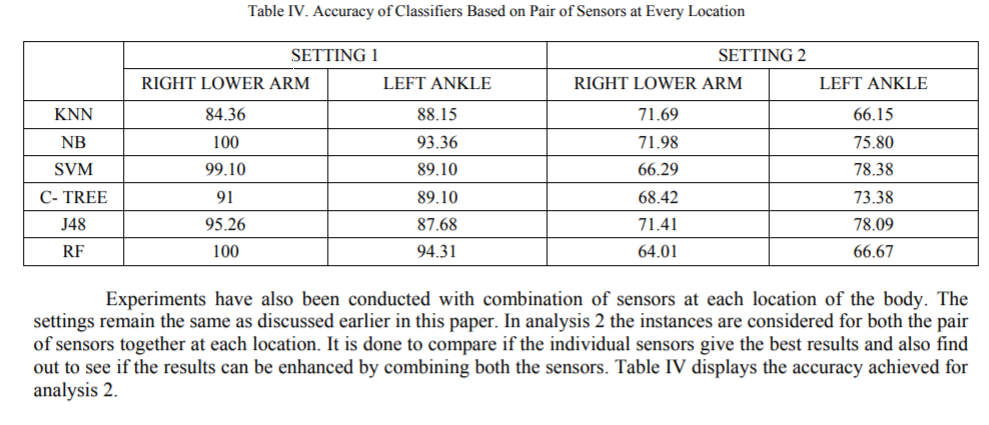 Table IV. Accuracy of Classifiers Based on Pair of Sensors at Every Location
SETTING 1 SETTING 2
RIGHT LOWER ARM LEFT ANKLE RIGHT LOWER ARM LEFT ANKLE
KNN 84.36 88.15 71.69 66.15
NB 100 93.36 71.98 75.80
SVM 99.10 89.10 66.29 78.38
C- TREE 91 89.10 68.42 73.38
J48 95.26 87.68 71.41 78.09
RF 100 94.31 64.01 66.67
Experiments have also been conducted with combination of sensors at each location of the body. The
settings remain the same as discussed earlier in this paper. In analysis 2 the instances are considered for both the pair
of sensors together at each location. It is done to compare if the individual sensors give the best results and also find
out to see if the results can be enhanced by combining both the sensors. Table IV displays the accuracy achieved for
analysis 2.